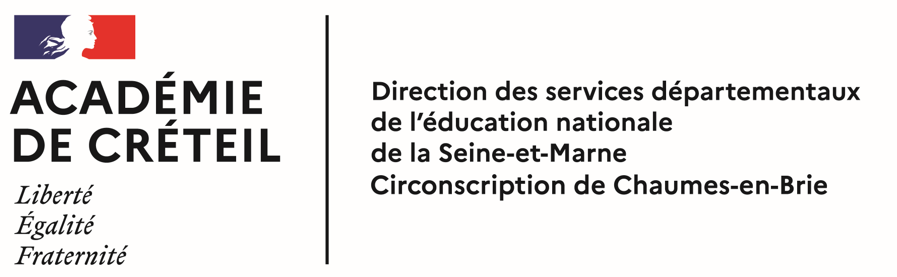 ACADÉMIE
DE CRÉTEIL
Liberté
Égalité
Fraternité
Direction des services départementaux
de l'éducation nationale
de la Seine-et-Marne
Circonscription de Chaumes-en-Brie